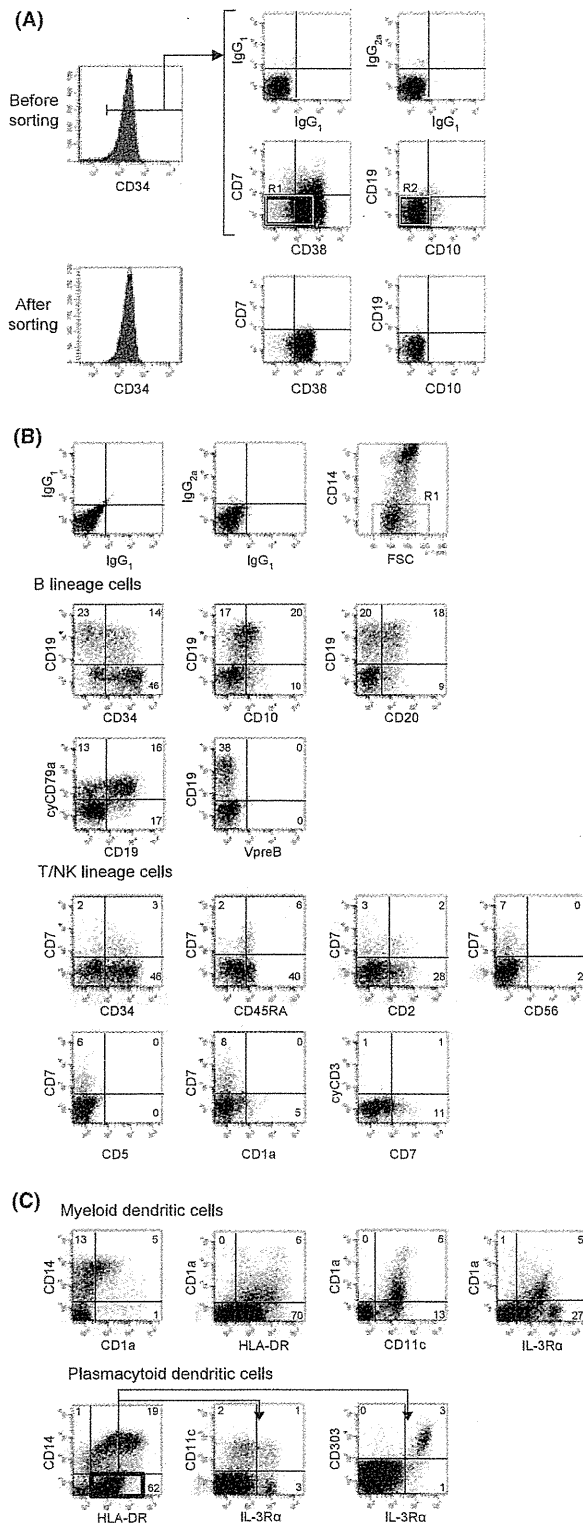 (A)
IgG1
IgG2a
Before sorting
IgG1
IgG1
CD34
CD7
R1
CD19
R2
CD38
CD10
After sorting
CD7
CD19
CD34
CD38
CD10
(B)
IgG1
IgG2a
CD14
R1
IgG1
IgG1
FSC
B lineage cells
CD19
23 14
46
CD19
17 20
10
CD19
20 18
9
CD34
CD10
CD20
cyCD79a
13 16
17
CD19
38 0
0
CD19
VpreB
T/NK lineage cells
CD7
2 3
46
CD7
2 6
40
CD7
3 2
28
CD7
7 0
2
CD34
CD45RA
CD2
CD56
CD7
6 0
0
CD7
8 0
5
cyCD3
1 1
11
CD5
CD1a
CD7
(C)
Myeloid dendritic cells
CD14
13 5
1
CD1a
0 6
70
CD1a
0 6
13
CD1a
1 5
27
CD1a
HLA-DR
CD11c
IL-3Rα
Plasmacytoid dendritic cells
CD14
1 19
62
CD11c
2 1
3
CD303
0 3
1
HLA-DR
IL-3Rα
IL-3Rα